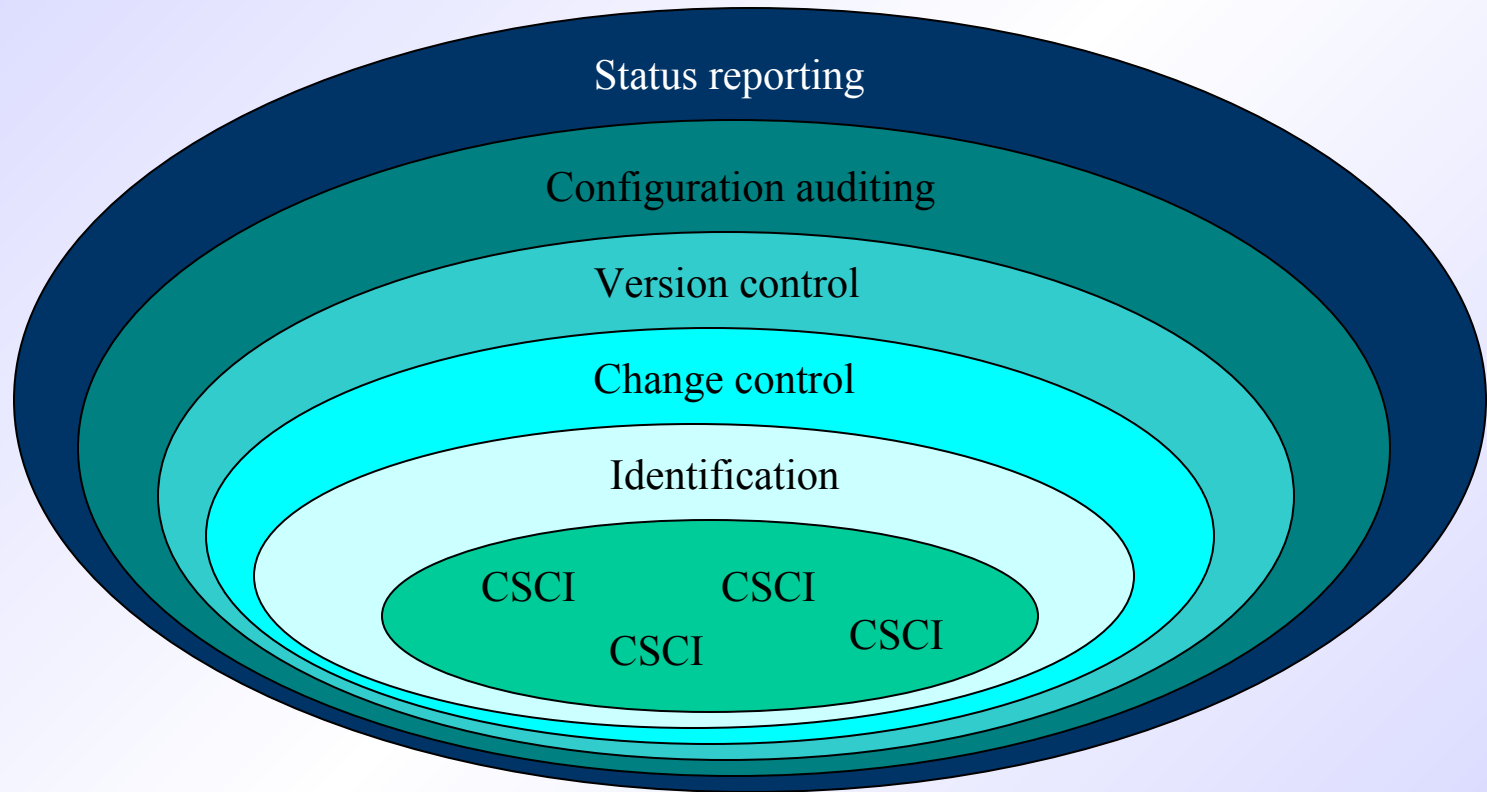 Status reporting
Configuration auditing
Version control
Change control
Identification
CSCI CSCI
CSCI CSCI